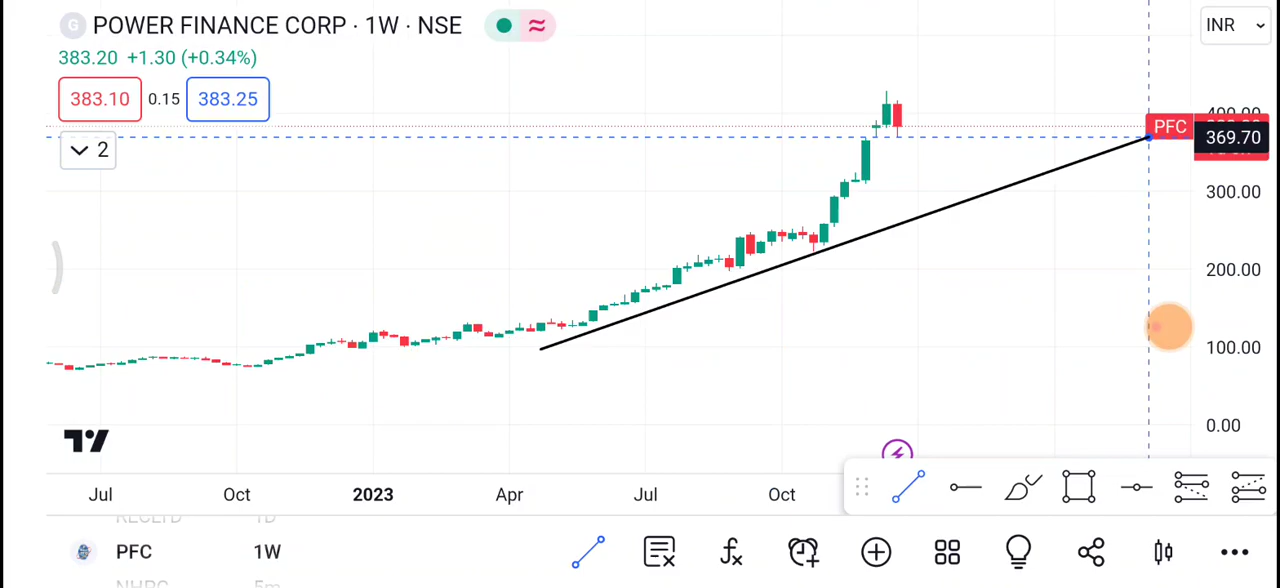 G POWER FINANCE CORP · 1W · NSE
INR
383.20 +1.30 (+0.34%)
383.10 0.15 383.25
2
400.00
PFC
369.70
300.00
200.00
100.00
0.00
Jul Oct 2023 Apr Jul Oct
PFC 1W